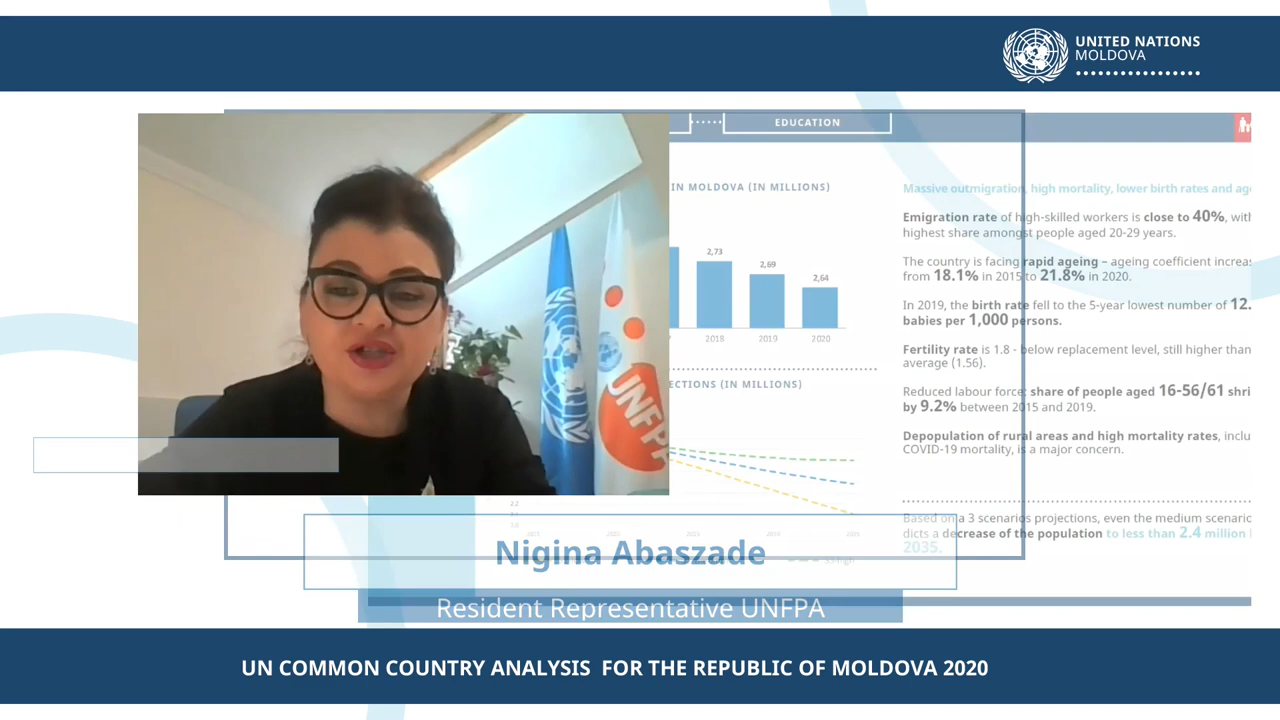 UNITED NATIONS
MOLDOVA
EDUCATION
IN MOLDOVA (IN MILLIONS)
2,73
2,69
2,64
2018
2019
2020
(IN MILLIONS)
2.2
Massive outmigration, high mortality, lower birth rates and
Emigration rate of high-skilled workers is close to 40%,
highest share amongst people aged 20-29 years.
The country is facing rapid ageing – ageing coefficient
from 18.1% in 2015 to 21.8% in 2020.
In 2019, the birth rate fell to the 5-year lowest number of 12.
babies per 1,000 persons.
Fertility rate is 1.8 - below replacement level, still higher than
average (1.56).
Reduced labour force: share of people aged 16-56/61
by 9.2% between 2015 and 2019.
Depopulation of rural areas and high mortality rates,
COVID-19 mortality, is a major concern.
Based on a 3 scenarios projections, even the medium scenario
dicts a decrease of the population to less than 2.4 million
2035.
UNFPA
Nigina Abaszade
Resident Representative UNFPA
UN COMMON COUNTRY ANALYSIS FOR THE REPUBLIC OF MOLDOVA 2020